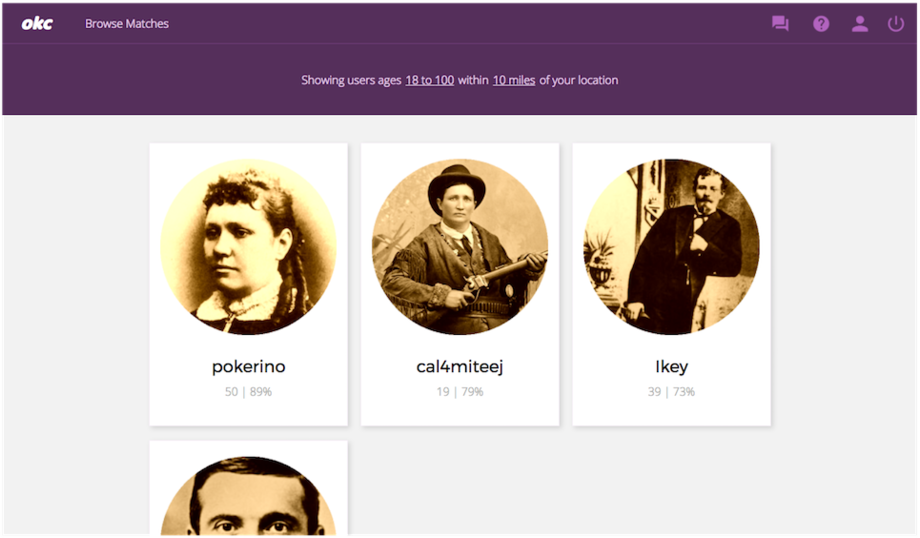 okc Browse Matches
Showing users ages 18 to 100 within 10 miles of your location
pokerino cal4miteej Ikey
50 | 89% 19 | 79% 39 | 73%